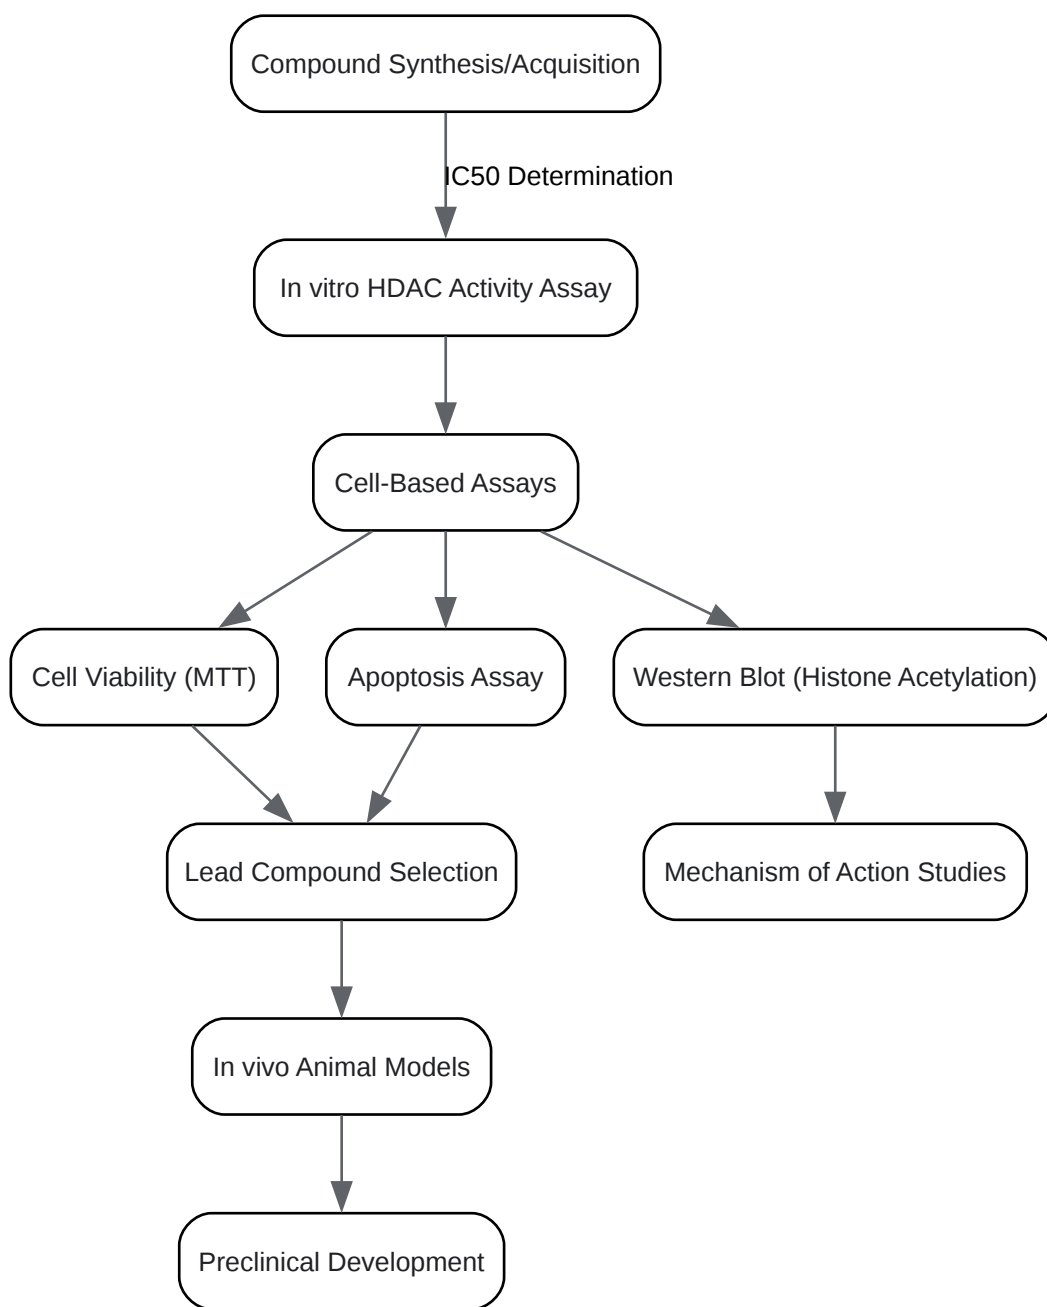 Compound Synthesis/Acquisition
IC50 Determination
In vitro HDAC Activity Assay
Cell-Based Assays
Cell Viability (MTT)
Apoptosis Assay
Western Blot (Histone Acetylation)
Lead Compound Selection
Mechanism of Action Studies
In vivo Animal Models
Preclinical Development